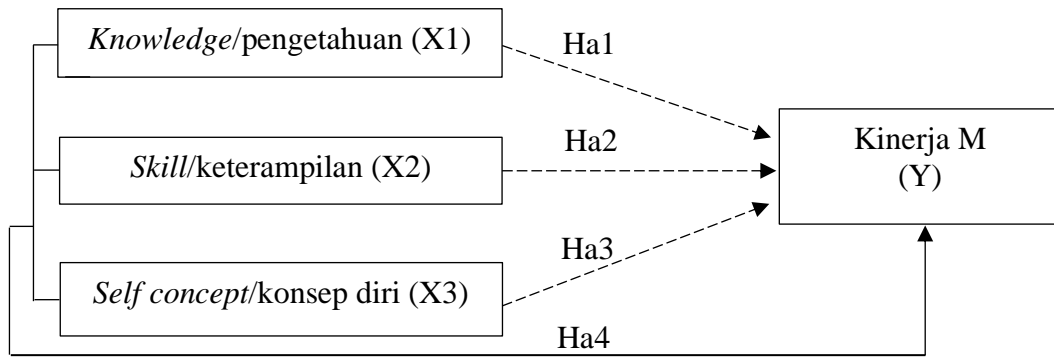 Knowledge/pengetahuan (X1)
Ha1
Skill/keterampilan (X2)
Ha2
Kinerja M
(Y)
Self concept/konsep diri (X3)
Ha3
Ha4